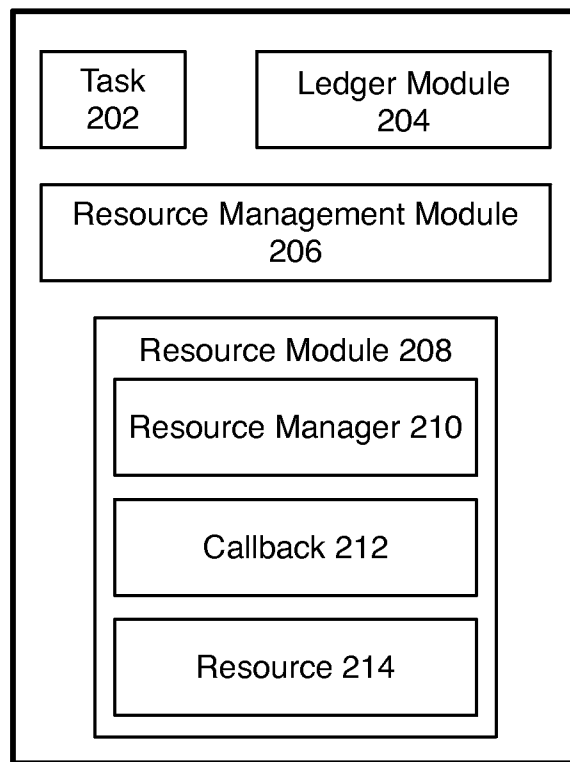 Task
202
Ledger Module
204
Resource Management Module
206
Resource Module 208
Resource Manager 210
Callback 212
Resource 214